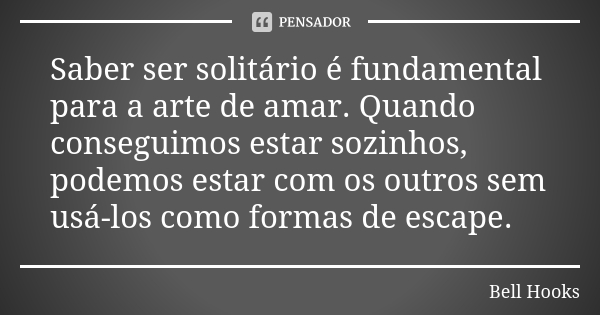 PENSADOR
Saber ser solitário é fundamental
para a arte de amar. Quando
conseguimos estar sozinhos,
podemos estar com os outros sem
usá-los como formas de escape.
Bell Hooks